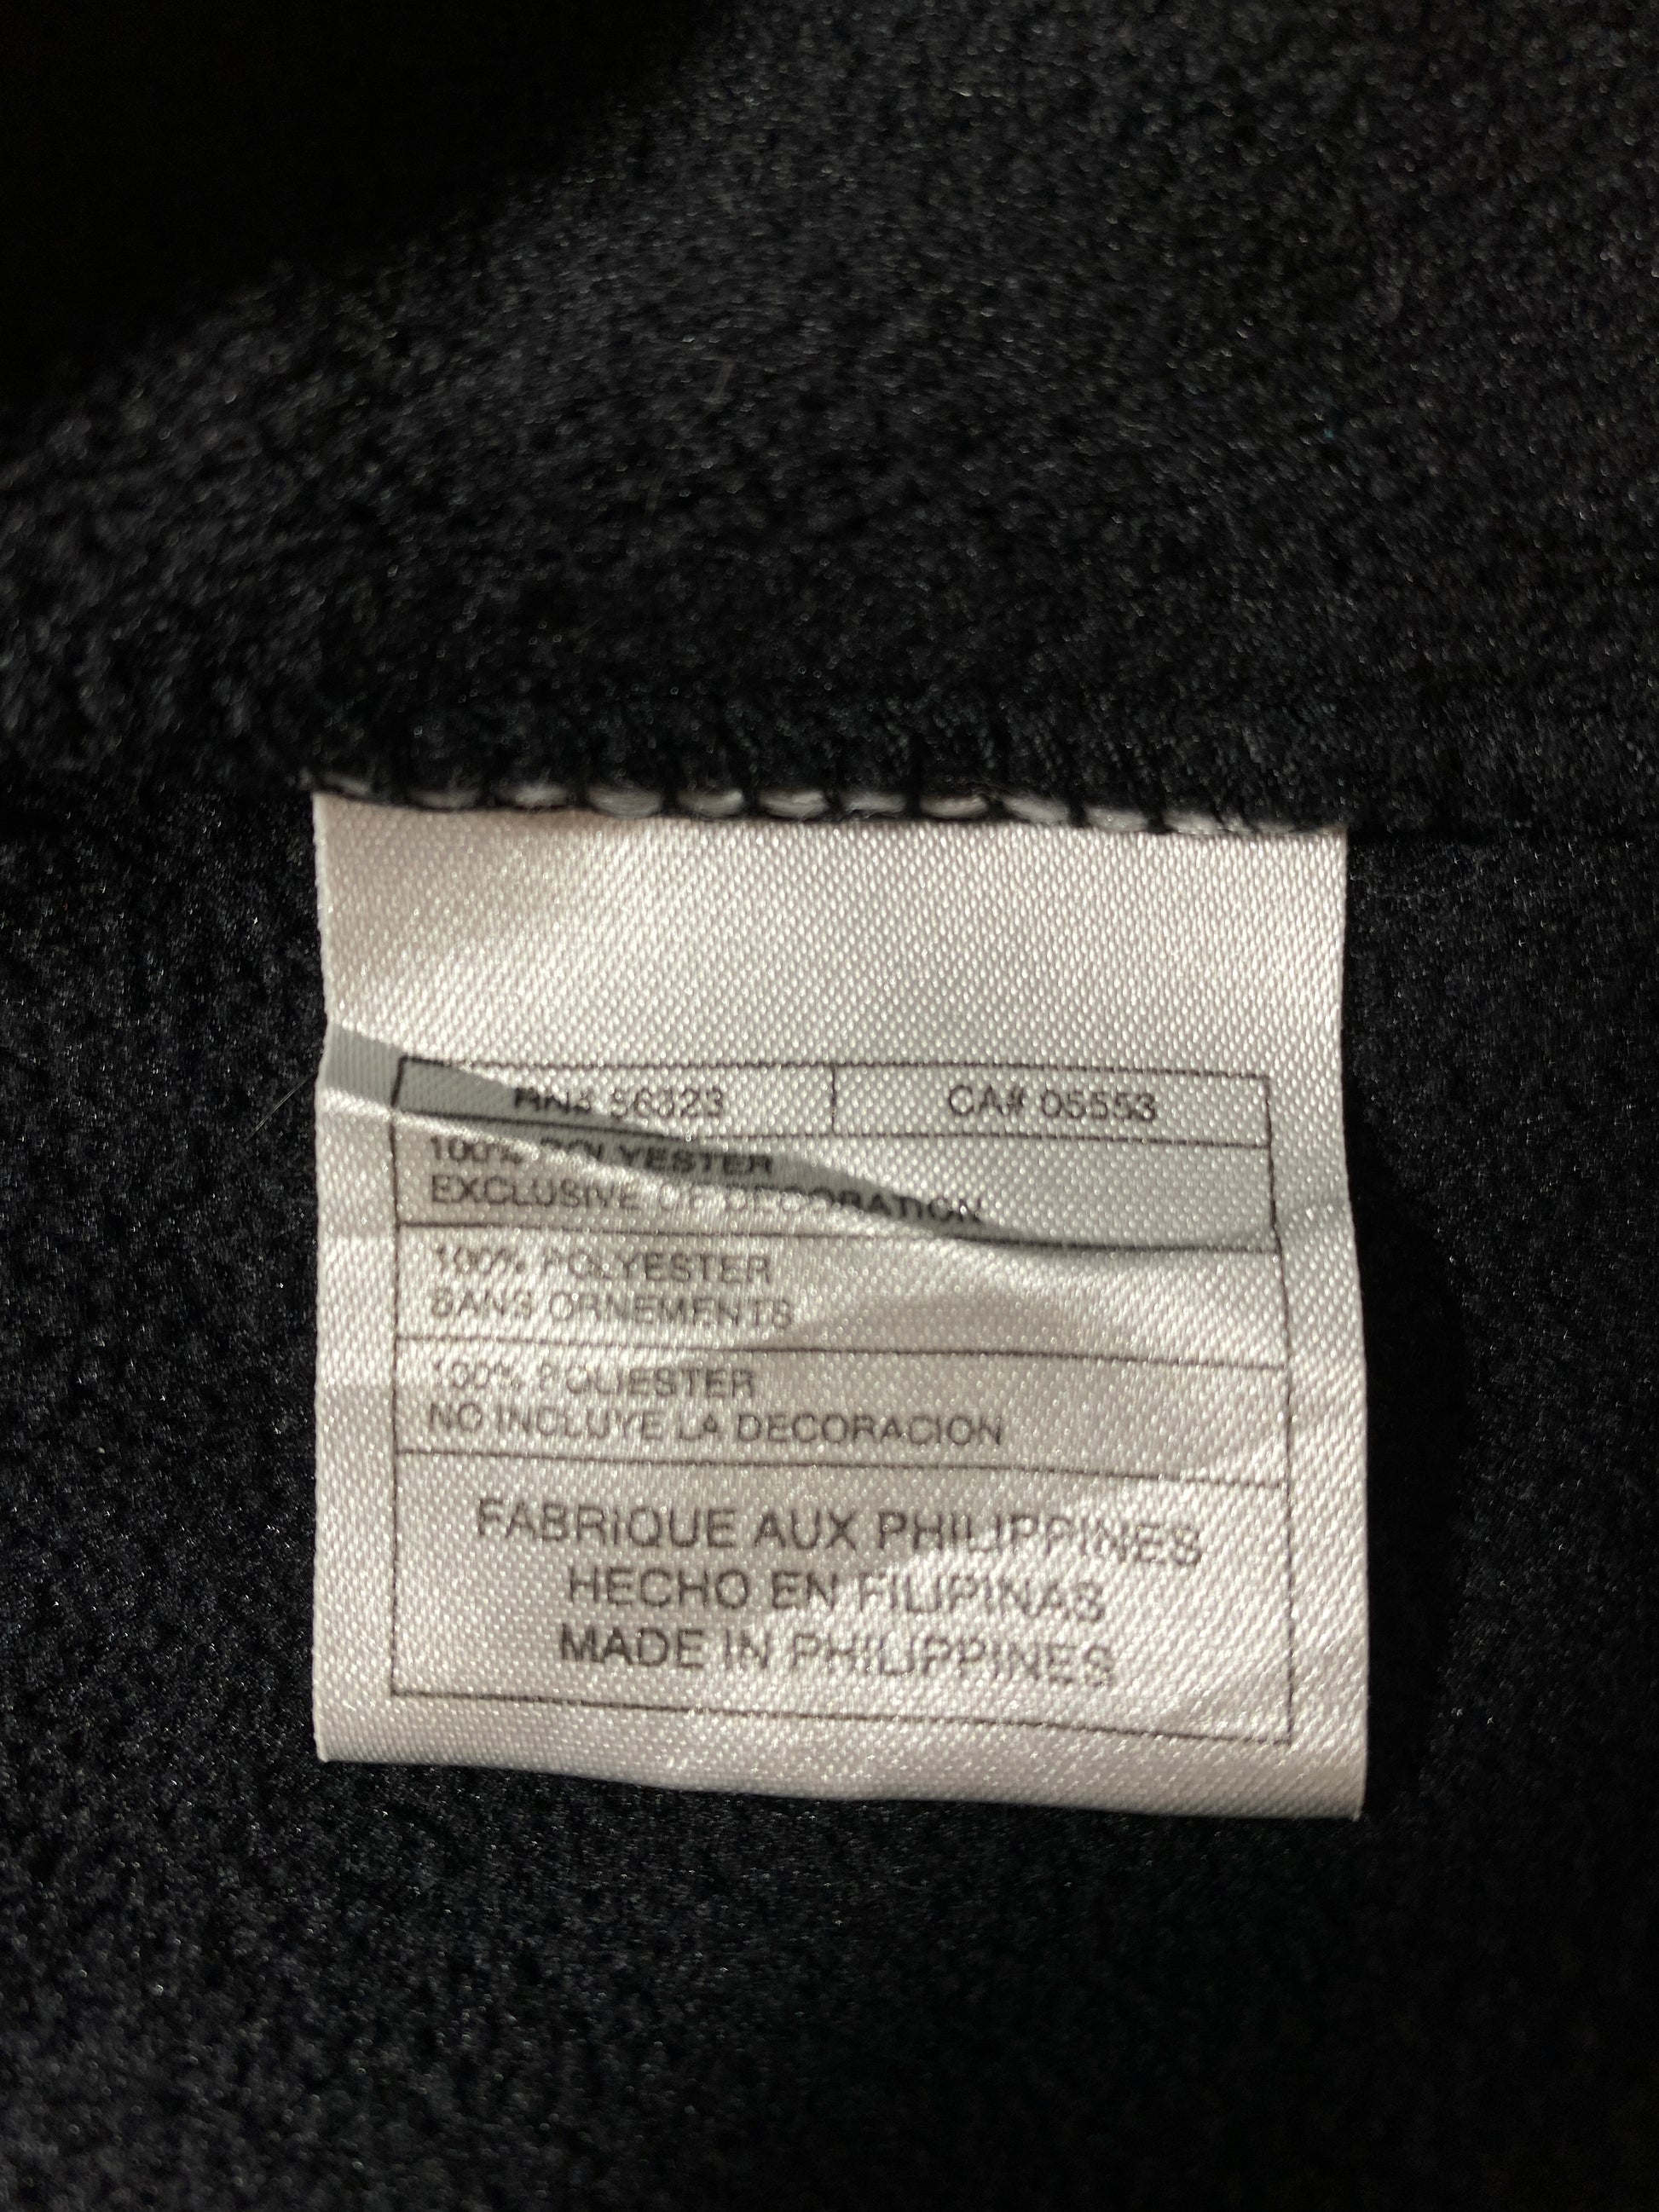 RN# 56323 CA# 05553
100% POLYESTER
EXCLUSIVE OF DECORATION
100% POLYESTER
SANS ORNEMENTS
100% POLIESTER
NO INCLUYE LA DECORACION
FABRIQUE AUX PHILIPPINES
HECHO EN FILIPINAS
MADE IN PHILIPPINES